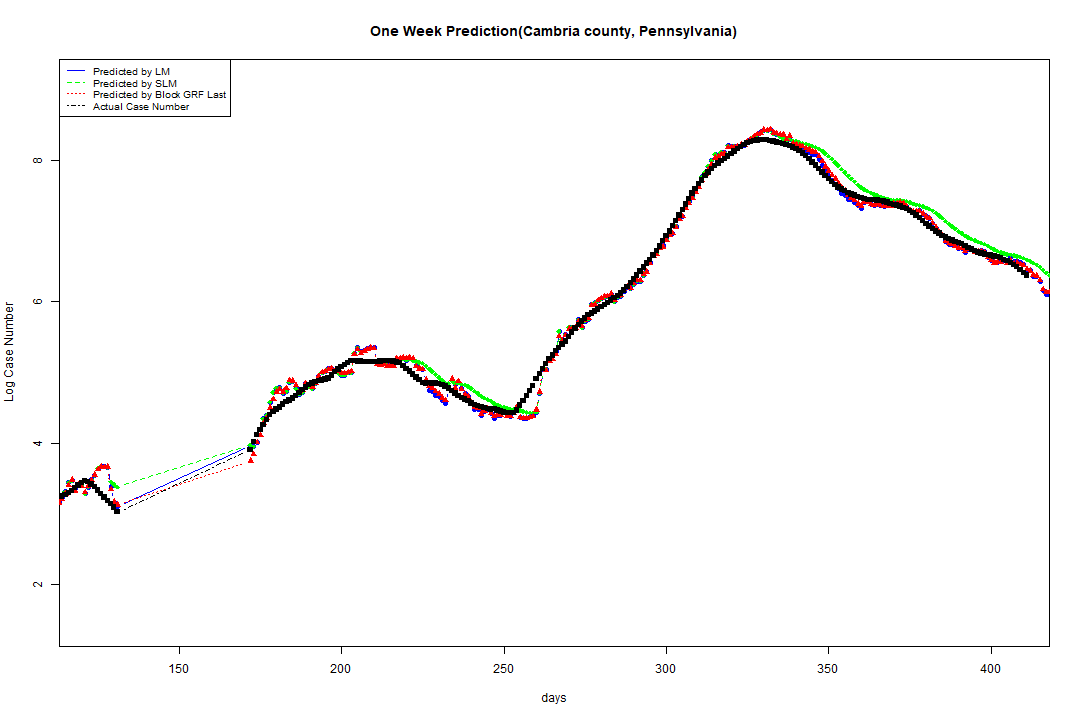 One Week Prediction(Cambria county, Pennsylvania)
Predicted by LM
Predicted by SLM
Predicted by Block GRF Last
Actual Case Number
8
6
4
2
Log Case Number
150 200 250 300 350 400
days